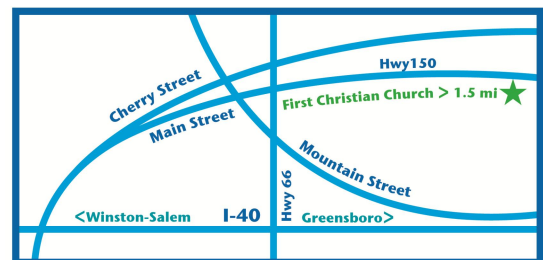 Hwy150
Cherry Street
First Christian Church > 1.5 mi
Main Street
Mountain Street
Hwy 66
<Winston-Salem
I-40
Greensboro>